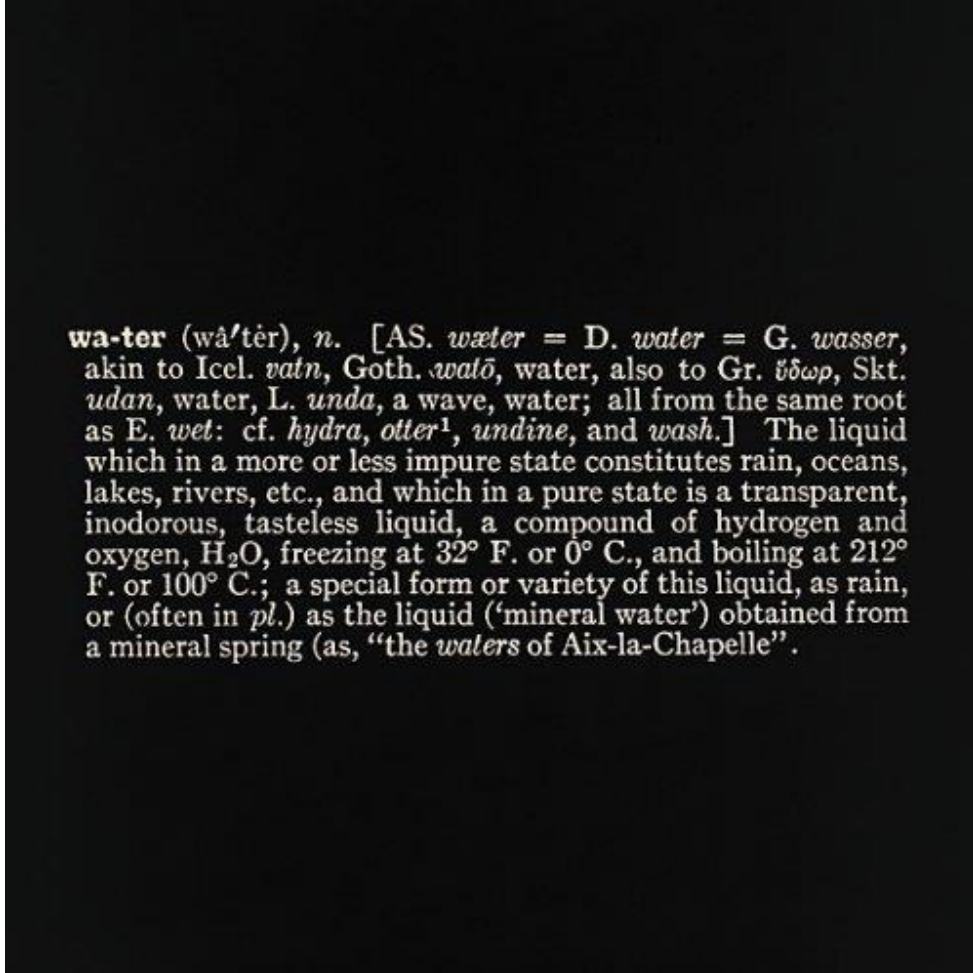 wa-ter (wâ′tėr), n. [AS. wæter = D. water = G. wasser,
akin to Icel. vatn, Goth. watō, water, also to Gr. ὕδωρ, Skt.
udan, water, L. unda, a wave, water; all from the same root
as E. wet: cf. hydra, otter¹, undine, and wash.] The liquid
which in a more or less impure state constitutes rain, oceans,
lakes, rivers, etc., and which in a pure state is a transparent,
inodorous, tasteless liquid, a compound of hydrogen and
oxygen, H₂O, freezing at 32° F. or 0° C., and boiling at 212°
F. or 100° C.; a special form or variety of this liquid, as rain,
or (often in pl.) as the liquid (‘mineral water’) obtained from
a mineral spring (as, “the waters of Aix-la-Chapelle”.